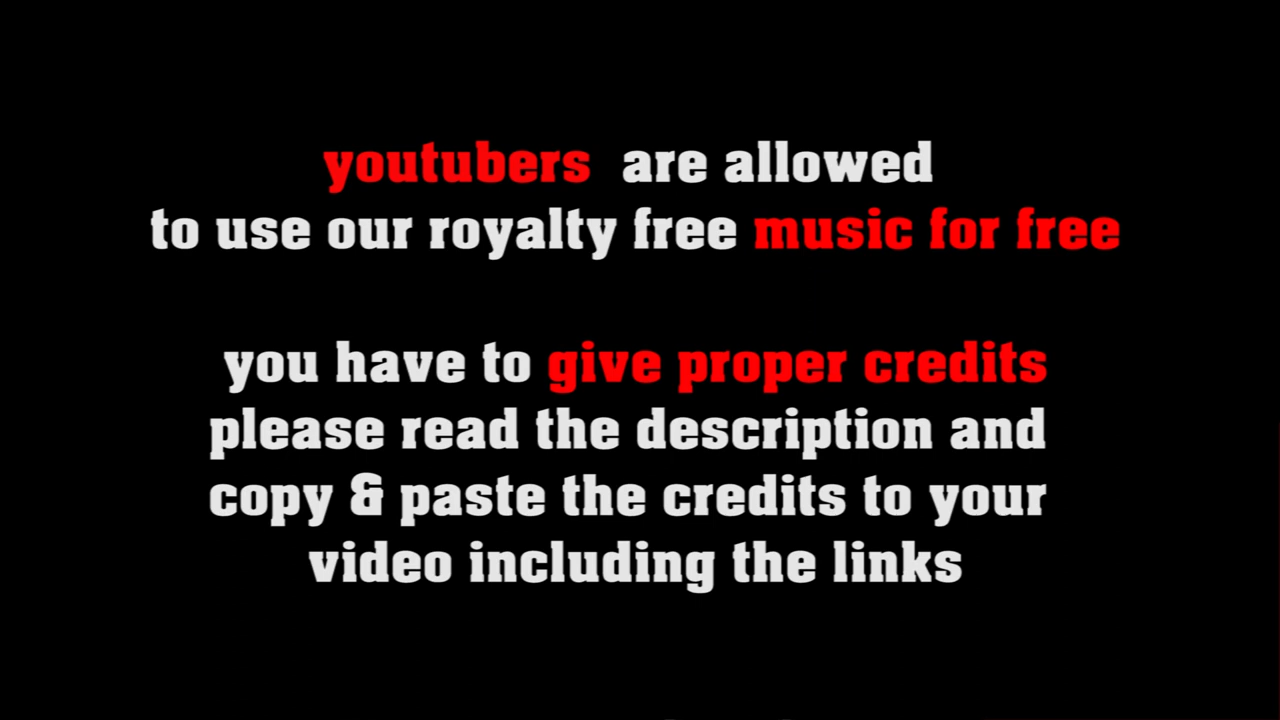 youtubers are allowed
to use our royalty free music for free
you have to give proper credits
please read the description and
copy & paste the credits to your
video including the links